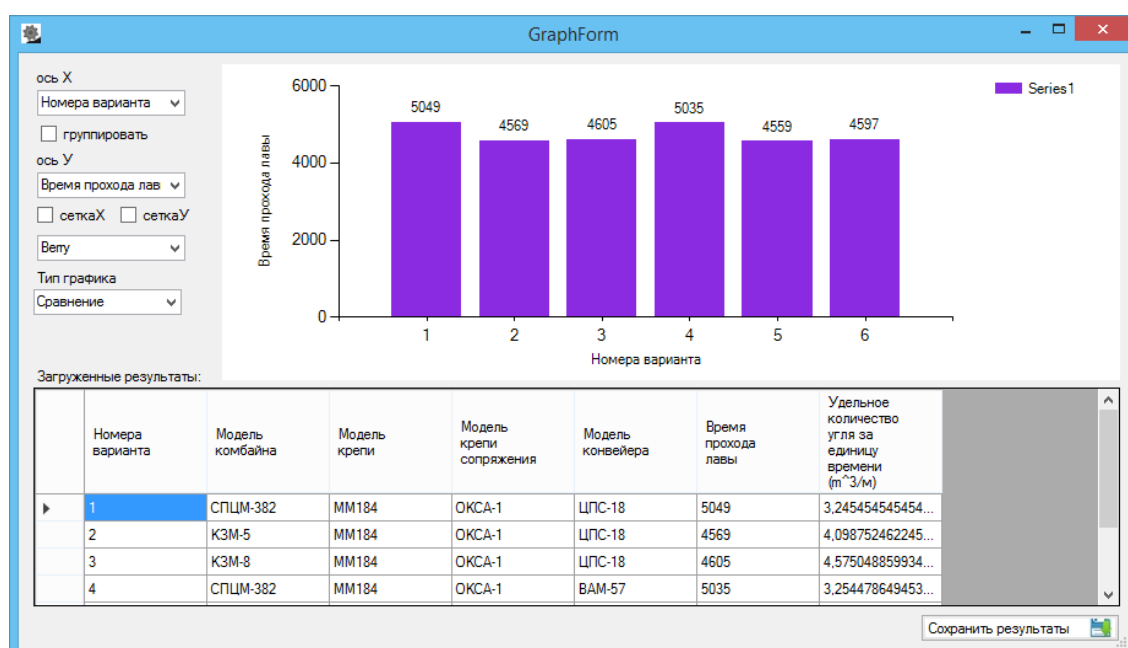 GraphForm
ось X
Номера варианта
группировать
ось У
Время прохода лав
сеткаХ сеткаУ
Berry
Тип графика
Сравнение
6000
4000
2000
0
Время прохода лавы
5049
4569
4605
5035
4559
4597
1 2 3 4 5 6
Номера варианта
Series1
Загруженные результаты:
Номера
варианта
Модель
комбайна
Модель
крепи
Модель
крепи
сопряжения
Модель
конвейера
Время
прохода
лавы
Удельное
количество
угля за
единицу
времени
(m^3/м)
1 СПЦМ-382 ММ184 ОКСА-1 ЦПС-18 5049 3,245454545454...
2 КЗМ-5 ММ184 ОКСА-1 ЦПС-18 4569 4,098752462245...
3 КЗМ-8 ММ184 ОКСА-1 ЦПС-18 4605 4,575048859934...
4 СПЦМ-382 ММ184 ОКСА-1 ВАМ-57 5035 3,254478649453...
Сохранить результаты